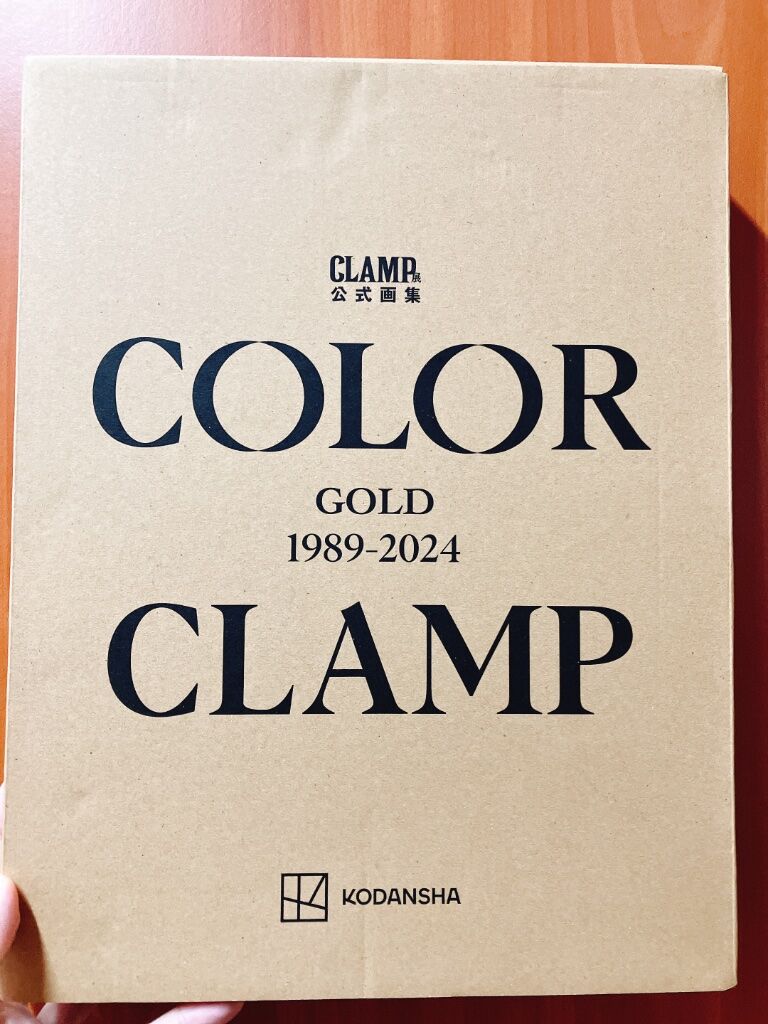 CLAMP展
公式画集
COLOR
GOLD
1989-2024
CLAMP
KODANSHA